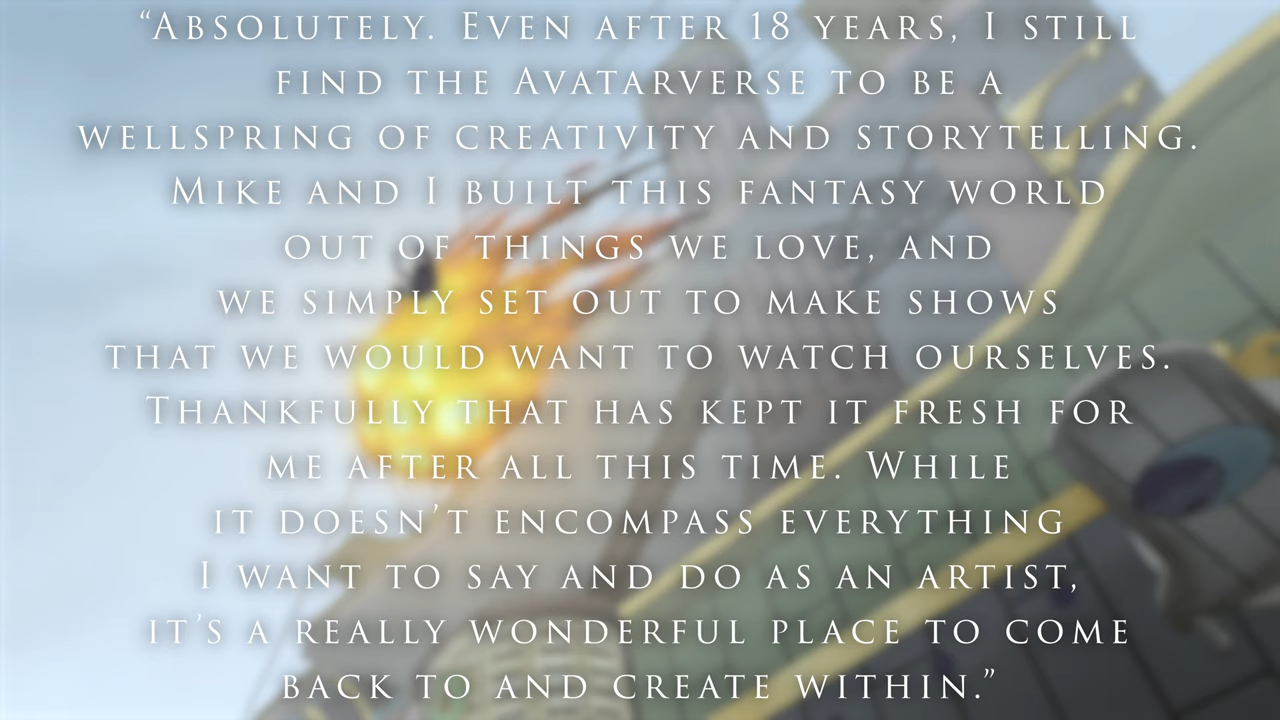 “Absolutely. Even after 18 years, I still
find the Avatarverse to be a
wellspring of creativity and storytelling.
Mike and I built this fantasy world
out of things we love, and
we simply set out to make shows
that we would want to watch ourselves.
Thankfully that has kept it fresh for
me after all this time. While
it doesn’t encompass everything
I want to say and do as an artist,
it’s a really wonderful place to come
back to and create within.”